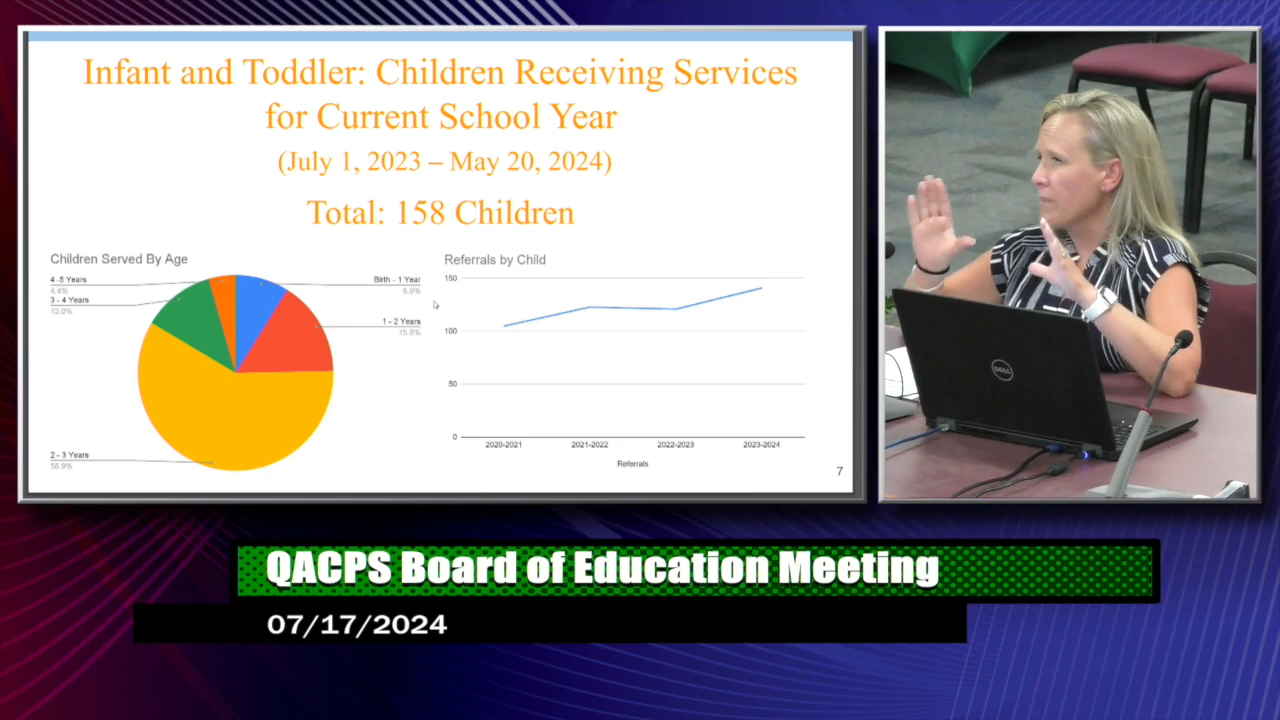 Infant and Toddler: Children Receiving Services
for Current School Year
(July 1, 2023 – May 20, 2024)
Total: 158 Children
Children Served By Age
4 -5 Years
4.4%
3 - 4 Years
12.0%
Birth - 1 Year
8.9%
1 - 2 Years
15.8%
2 - 3 Years
58.9%
Referrals by Child
150
100
50
0
2020-2021
2021-2022
2022-2023
2023-2024
Referrals
7
DELL
QACPS Board of Education Meeting
07/17/2024